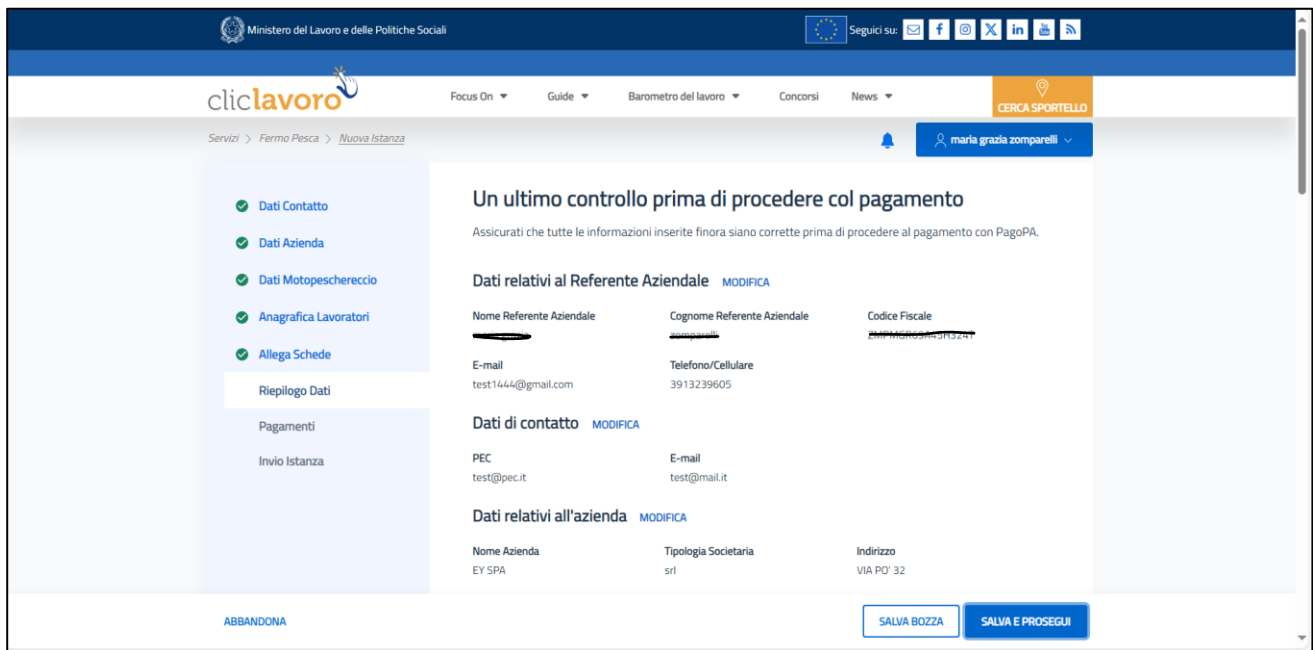 Ministero del Lavoro e delle Politiche Sociali
Seguici su:
cliclavoro
Focus On Guide Barometro del lavoro Concorsi News
CERCA SPORTELLO
Servizi > Fermo Pesca > Nuova Istanza
maria grazia zomparelli
Dati Contatto
Dati Azienda
Dati Motopeschereccio
Anagrafica Lavoratori
Allega Schede
Riepilogo Dati
Pagamenti
Invio Istanza
Un ultimo controllo prima di procedere col pagamento
Assicurati che tutte le informazioni inserite finora siano corrette prima di procedere al pagamento con PagoPA.
Dati relativi al Referente Aziendale MODIFICA
Nome Referente Aziendale Cognome Referente Aziendale Codice Fiscale
E-mail Telefono/Cellulare
test1444@gmail.com 3913239605
Dati di contatto MODIFICA
PEC E-mail
test@pec.it test@mail.it
Dati relativi all'azienda MODIFICA
Nome Azienda Tipologia Societaria Indirizzo
EY SPA srl VIA PO' 32
ABBANDONA SALVA BOZZA SALVA E PROSEGUI